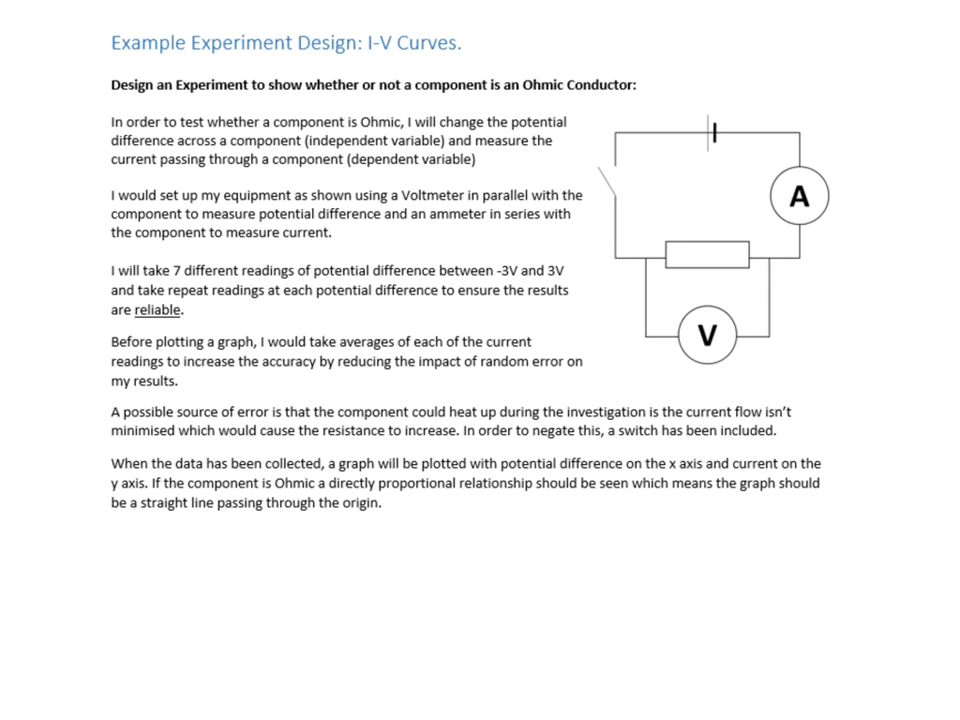 Example Experiment Design: I-V Curves.
Design an Experiment to show whether or not a component is an Ohmic Conductor:
In order to test whether a component is Ohmic, I will change the potential
difference across a component (independent variable) and measure the
current passing through a component (dependent variable)
I would set up my equipment as shown using a Voltmeter in parallel with the
component to measure potential difference and an ammeter in series with
the component to measure current.
I will take 7 different readings of potential difference between -3V and 3V
and take repeat readings at each potential difference to ensure the results
are reliable.
Before plotting a graph, I would take averages of each of the current
readings to increase the accuracy by reducing the impact of random error on
my results.
A possible source of error is that the component could heat up during the investigation is the current flow isn't
minimised which would cause the resistance to increase. In order to negate this, a switch has been included.
When the data has been collected, a graph will be plotted with potential difference on the x axis and current on the
y axis. If the component is Ohmic a directly proportional relationship should be seen which means the graph should
be a straight line passing through the origin.
A
V